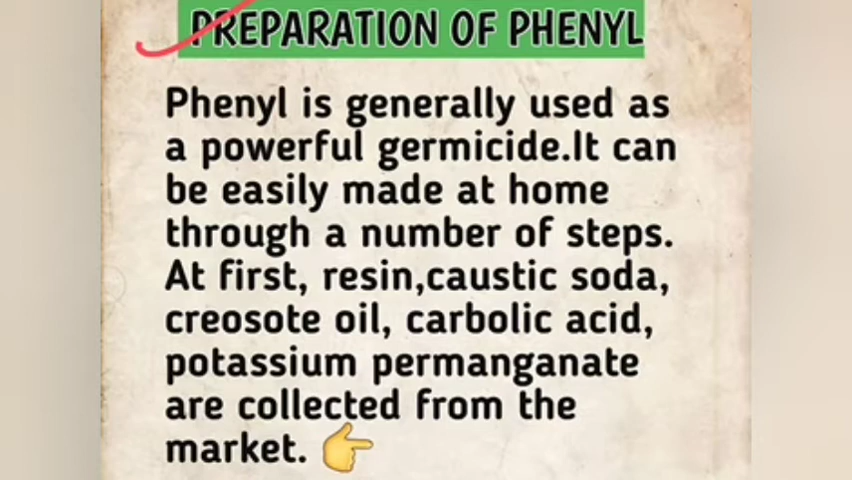 PREPARATION OF PHENYL
Phenyl is generally used as
a powerful germicide.It can
be easily made at home
through a number of steps.
At first, resin,caustic soda,
creosote oil, carbolic acid,
potassium permanganate
are collected from the
market. 👉